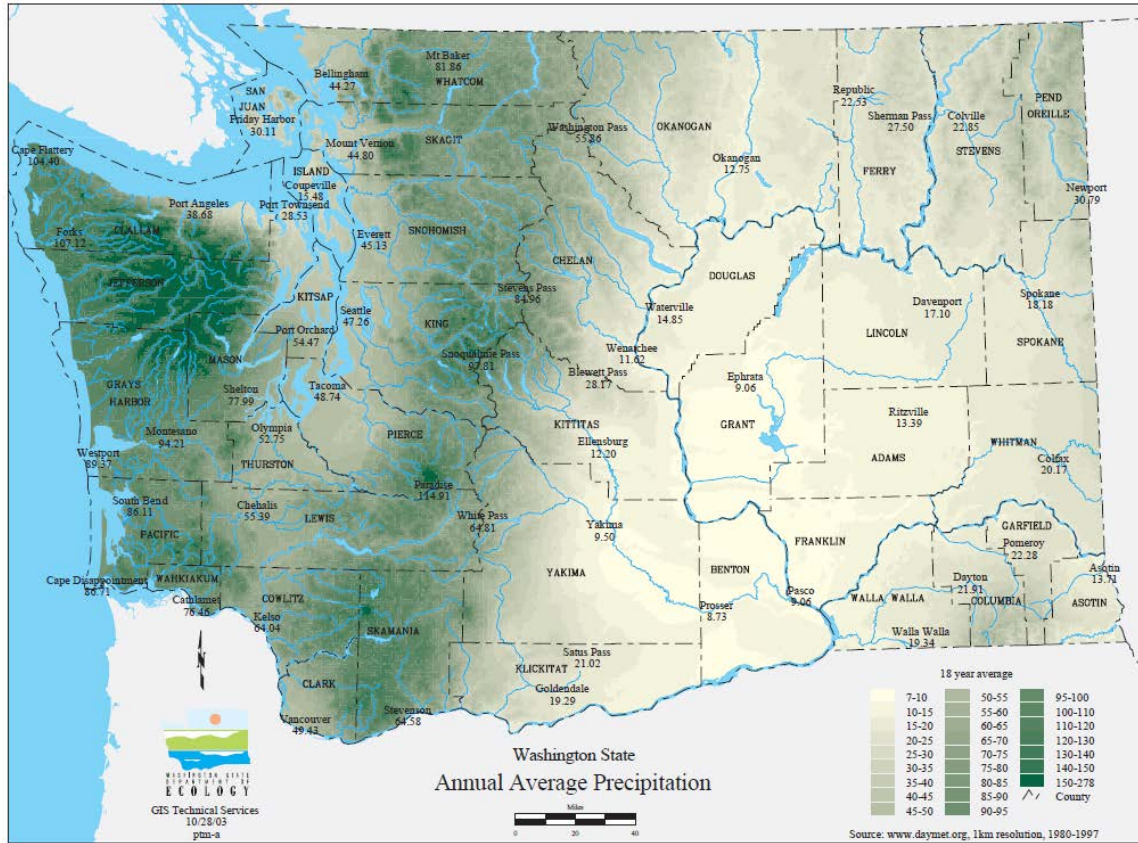 Mt Baker
81.86
WHATCOM
Bellingham
44.27
SAN
JUAN
Friday Harbor
30.11
Republic
22.53
Sherman Pass
27.50
Colville
22.85
PEND
OREILLE
STEVENS
Washington Pass
55.86
OKANOGAN
SKAGIT
Mount Vernon
44.80
Cape Flattery
104.40
Okanogan
12.75
FERRY
ISLAND
Coupeville
15.48
Newport
30.79
Port Angeles
38.68
Port Townsend
28.53
Forks
107.12
CLALLAM
Everett
45.13
SNOHOMISH
CHELAN
DOUGLAS
JEFFERSON
KITSAP
Stevens Pass
84.96
Seattle
47.26
Waterville
14.85
Davenport
17.10
Spokane
18.18
KING
Port Orchard
54.47
LINCOLN
SPOKANE
Wenatchee
11.62
Snoqualmie Pass
97.81
MASON
Blewett Pass
28.17
Ephrata
9.06
GRAYS
HARBOR
Shelton
77.99
Tacoma
48.74
Ritzville
13.39
KITTITAS
GRANT
Montesano
94.21
Olympia
52.75
PIERCE
Ellensburg
12.20
WHITMAN
Westport
89.37
THURSTON
ADAMS
Colfax
20.17
Paradise
114.91
South Bend
86.11
Chehalis
55.39
LEWIS
White Pass
64.81
Yakima
9.50
GARFIELD
PACIFIC
FRANKLIN
Pomeroy
22.28
Cape Disappointment
86.71
WAHKIAKUM
YAKIMA
BENTON
Asotin
13.71
Dayton
21.91
Cathlamet
76.46
COWLITZ
Pasco
9.06
WALLA WALLA
COLUMBIA
ASOTIN
Prosser
8.73
Kelso
64.04
SKAMANIA
Walla Walla
19.34
N
Satus Pass
21.02
KLICKITAT
Goldendale
19.29
CLARK
Stevenson
64.58
Vancouver
49.43
18 year average
7-10
10-15
15-20
20-25
25-30
30-35
35-40
40-45
45-50
50-55
55-60
60-65
65-70
70-75
75-80
80-85
85-90
90-95
95-100
100-110
110-120
120-130
130-140
140-150
150-278
County
WASHINGTON STATE
DEPARTMENT OF
ECOLOGY
GIS Technical Services
10/28/03
ptm-a
Washington State
Annual Average Precipitation
Miles
0 20 40
Source: www.daymet.org, 1km resolution, 1980-1997